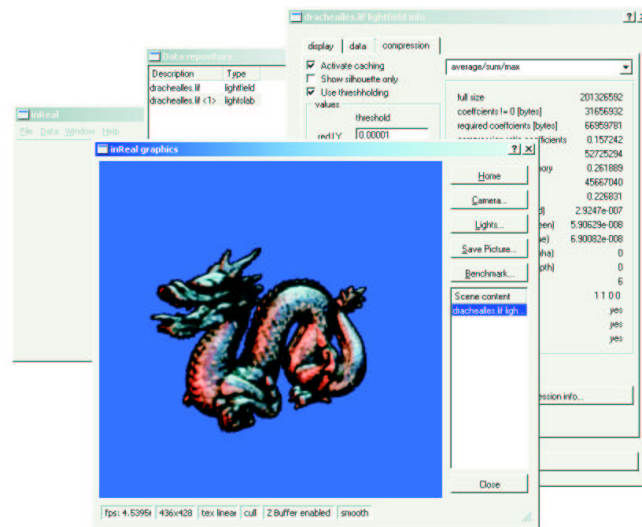 drachealles.lif lightfield info
display data compression
Activate caching
Show silhouette only
Use threshholding
values
threshold
red I,Y 0.00001
average/sum/max
full size 201326592
coeffcients != 0 [bytes] 31656932
required coeffcients [bytes] 66959781
coefficients 0.157242
52725294
0.261889
45667040
0.226831
2.9247e-007
5.90629e-008
6.90082e-008
0
0
6
1 1 0 0
yes
yes
yes
Data repository
Description Type
drachealles.lif lightfield
drachealles.lif <1> lightslab
inReal
File Data Window Help
inReal graphics
Home
Camera...
Lights...
Save Picture...
Benchmark...
Scene content
drachealles.lif ligh...
Close
fps: 4.539 436x428 tex linear cull Z Buffer enabled smooth